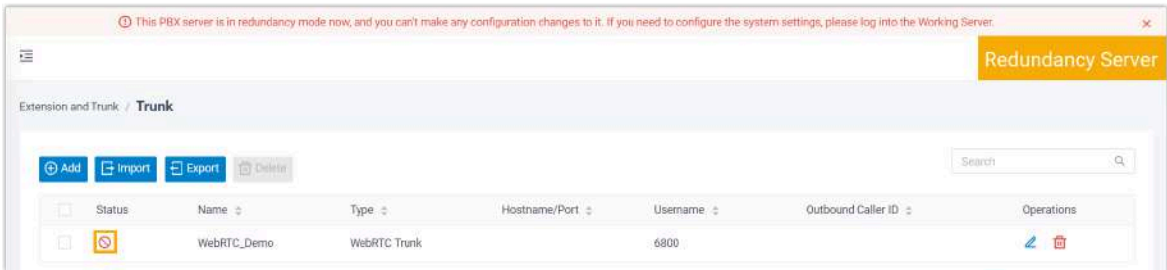 This PBX server is in redundancy mode now, and you can't make any configuration changes to it. If you need to configure the system settings, please log into the Working Server.
Redundancy Server
Extension and Trunk / Trunk
Add Import Export Delete Search
Status Name Type Hostname/Port Username Outbound Caller ID Operations
WebRTC_Demo WebRTC Trunk 6800